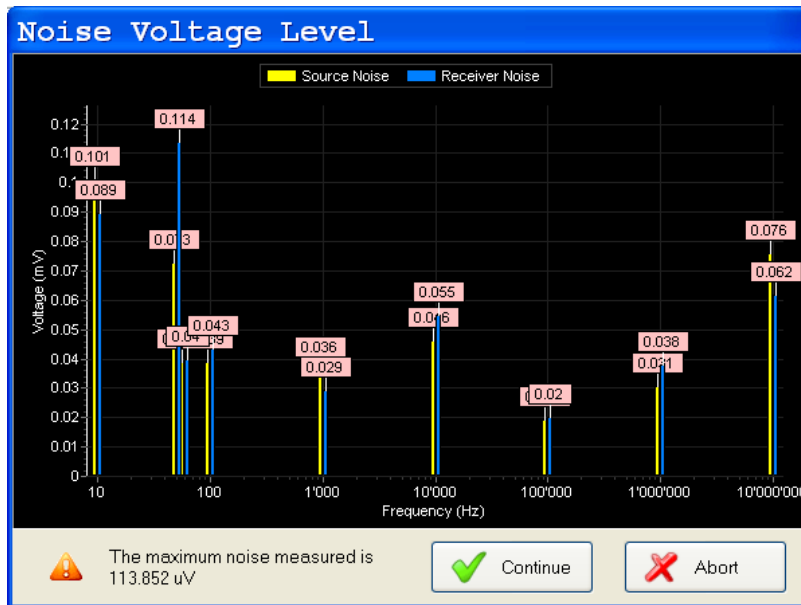 Noise Voltage Level
Source Noise Receiver Noise
0.12
0.1
0.09
0.08
0.07
0.06
0.05
0.04
0.03
0.02
0.01
0
Voltage (mV)
0.101
0.089
0.114
0.043
0.036
0.029
0.055
0.02
0.038
0.076
0.062
10 100 1'000 10'000 100'000 1'000'000 10'000'000
Frequency (Hz)
The maximum noise measured is
113.852 uV
Continue Abort